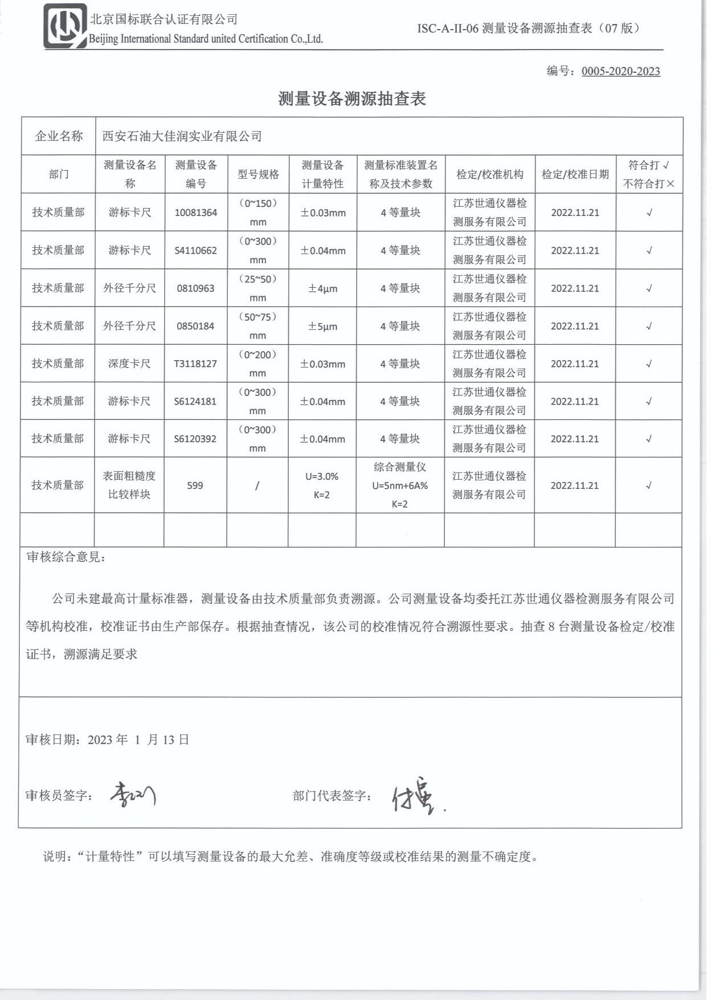 北京国标联合认证有限公司
Beijing International Standard united Certification Co.,Ltd.
ISC-A-II-06 测量设备溯源抽查表（07 版）
编号：0005-2020-2023
测量设备溯源抽查表
企业名称 西安石油大佳润实业有限公司
部门 测量设备名称 测量设备编号 型号规格 测量设备计量特性 测量标准装置名称及技术参数 检定/校准机构 检定/校准日期 符合打√不符合打×
技术质量部 游标卡尺 10081364 （0~150）mm ±0.03mm 4 等量块 江苏世通仪器检测服务有限公司 2022.11.21 √
技术质量部 游标卡尺 S4110662 （0~300）mm ±0.04mm 4 等量块 江苏世通仪器检测服务有限公司 2022.11.21 √
技术质量部 外径千分尺 0810963 （25~50）mm ±4μm 4 等量块 江苏世通仪器检测服务有限公司 2022.11.21 √
技术质量部 外径千分尺 0850184 （50~75）mm ±5μm 4 等量块 江苏世通仪器检测服务有限公司 2022.11.21 √
技术质量部 深度卡尺 T3118127 （0~200）mm ±0.03mm 4 等量块 江苏世通仪器检测服务有限公司 2022.11.21 √
技术质量部 游标卡尺 S6124181 （0~300）mm ±0.04mm 4 等量块 江苏世通仪器检测服务有限公司 2022.11.21 √
技术质量部 游标卡尺 S6120392 （0~300）mm ±0.04mm 4 等量块 江苏世通仪器检测服务有限公司 2022.11.21 √
技术质量部 表面粗糙度比较样块 599 / U=3.0% K=2 综合测量仪 U=5nm+6A% K=2 江苏世通仪器检测服务有限公司 2022.11.21 √
审核综合意见：
公司未建最高计量标准器，测量设备由技术质量部负责溯源。公司测量设备均委托江苏世通仪器检测服务有限公司
等机构校准，校准证书由生产部保存。根据抽查情况，该公司的校准情况符合溯源性要求。抽查 8 台测量设备检定/校准
证书，溯源满足要求
审核日期：2023 年 1 月 13 日
审核员签字： 部门代表签字：
说明：“计量特性”可以填写测量设备的最大允差、准确度等级或校准结果的测量不确定度。